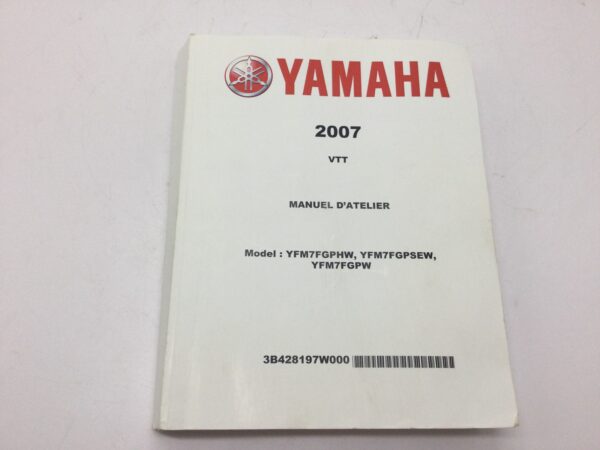 YAMAHA
2007
VTT
MANUEL D'ATELIER
Model : YFM7FGPHW, YFM7FGPSEW,
YFM7FGPW
3B428197W000